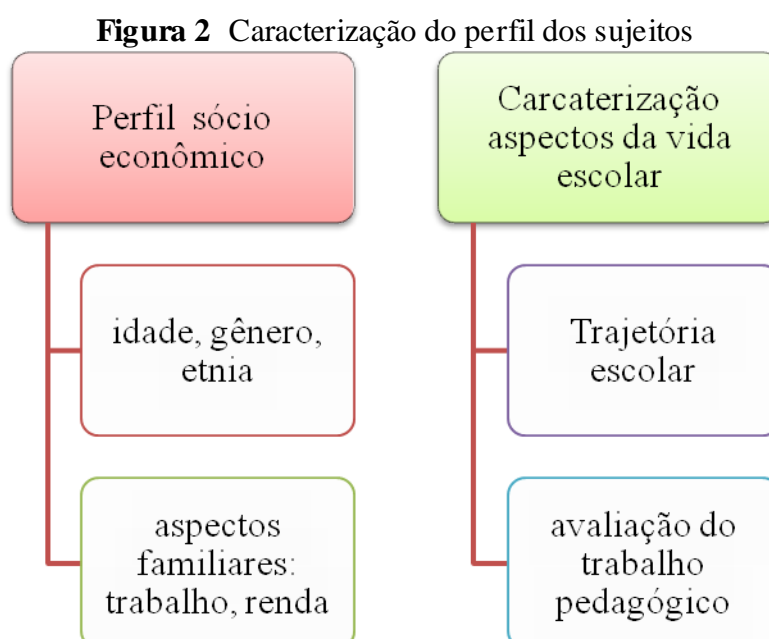 Figura 2 Caracterização do perfil dos sujeitos
Perfil sócio
econômico
idade, gênero,
etnia
aspectos
familiares:
trabalho, renda
Carcaterização
aspectos da vida
escolar
Trajetória
escolar
avaliação do
trabalho
pedagógico